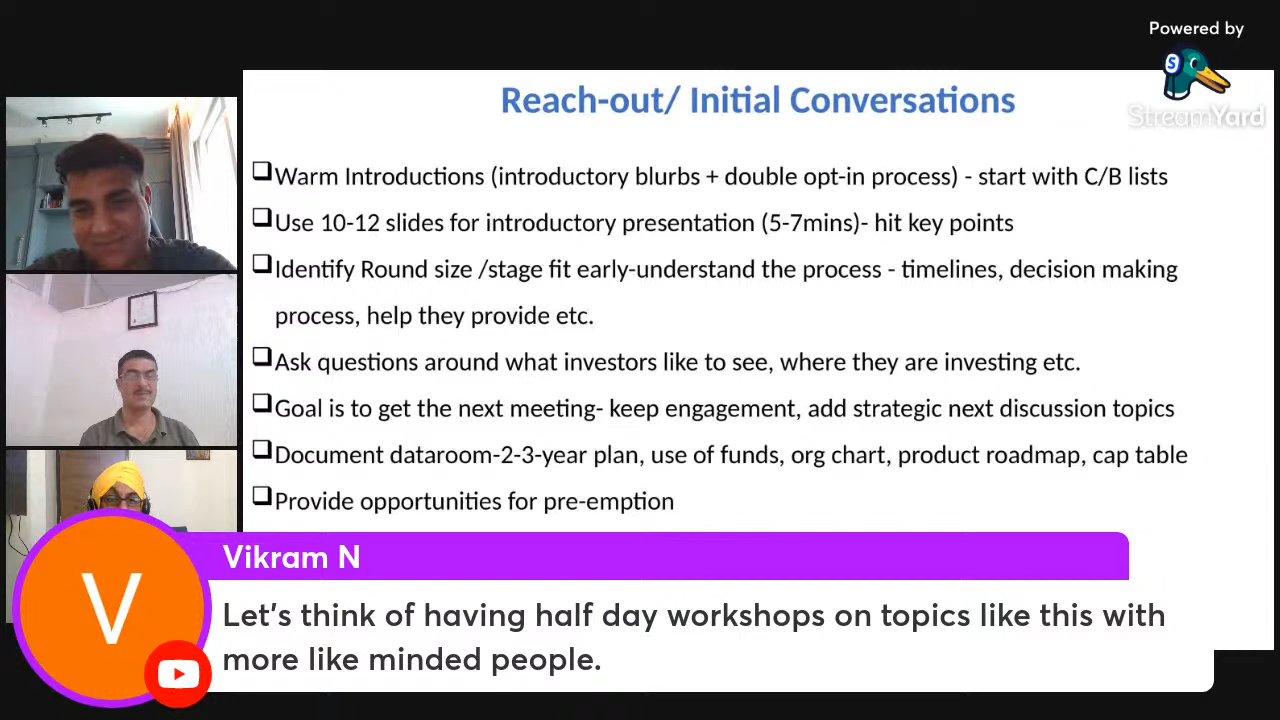 Powered by
StreamYard
Reach-out/ Initial Conversations
Warm Introductions (introductory blurbs + double opt-in process) - start with C/B lists
Use 10-12 slides for introductory presentation (5-7mins)- hit key points
Identify Round size /stage fit early-understand the process - timelines, decision making
process, help they provide etc.
Ask questions around what investors like to see, where they are investing etc.
Goal is to get the next meeting- keep engagement, add strategic next discussion topics
Document dataroom-2-3-year plan, use of funds, org chart, product roadmap, cap table
Provide opportunities for pre-emption
V
Vikram N
Let's think of having half day workshops on topics like this with
more like minded people.